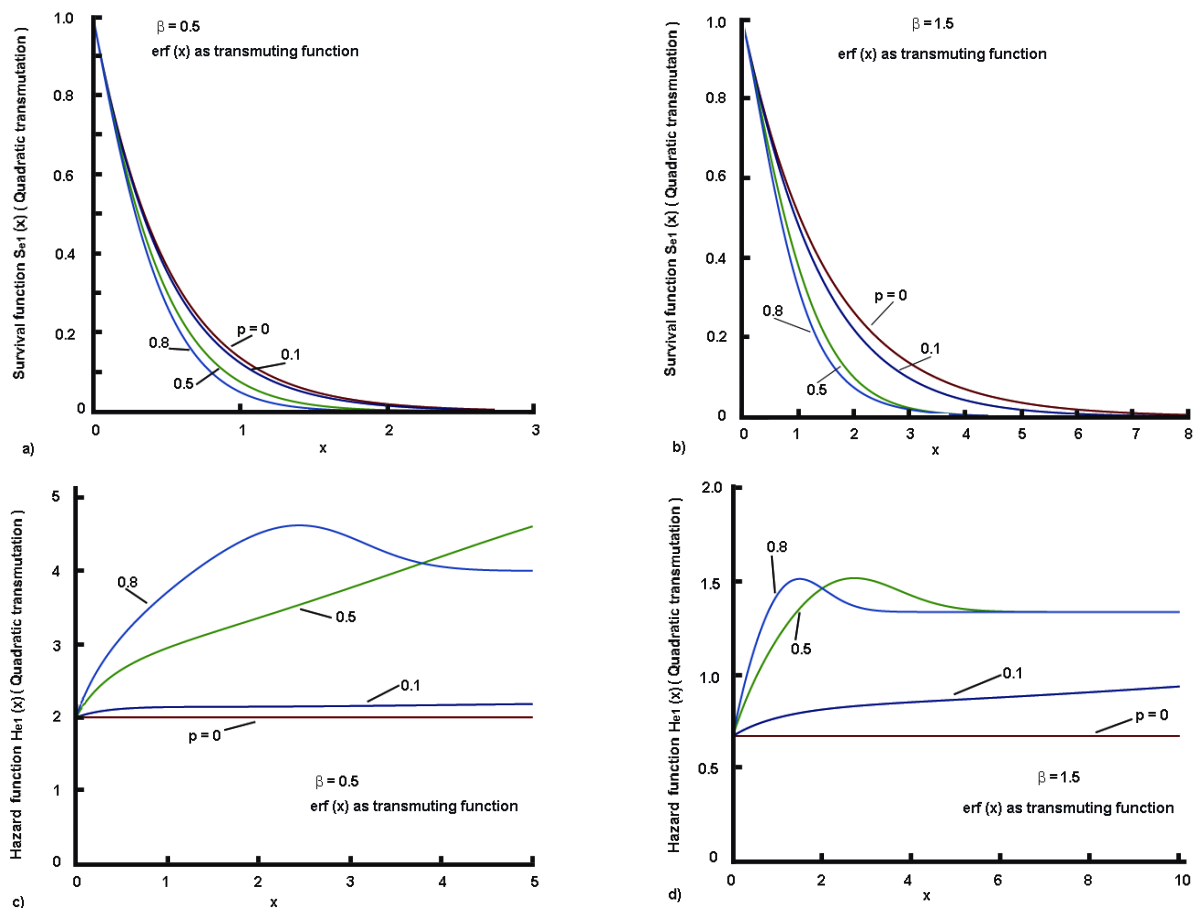 Survival function Se1 (x) ( Quadratic transmutation )
1.0
0.8
0.6
0.4
0.2
0
β = 0.5
erf (x) as transmuting function
p = 0
0.1
0.8
0.5
0
1
2
3
x
a)
Survival function Se1 (x) ( Quadratic transmutation )
1.0
0.8
0.6
0.4
0.2
0
β = 1.5
erf (x) as transmuting function
p = 0
0.8
0.1
0.5
0
1
2
3
4
5
6
7
8
x
b)
Hazard function He1 (x) ( Quadratic transmutation )
5
4
3
2
1
0
0.8
0.5
0.1
p = 0
β = 0.5
erf (x) as transmuting function
0
1
2
3
4
5
x
c)
Hazard function He1 (x) ( Quadratic transmutation )
2.0
1.5
1.0
0.5
0
0.8
0.5
0.1
p = 0
β = 1.5
erf (x) as transmuting function
0
2
4
6
8
10
x
d)